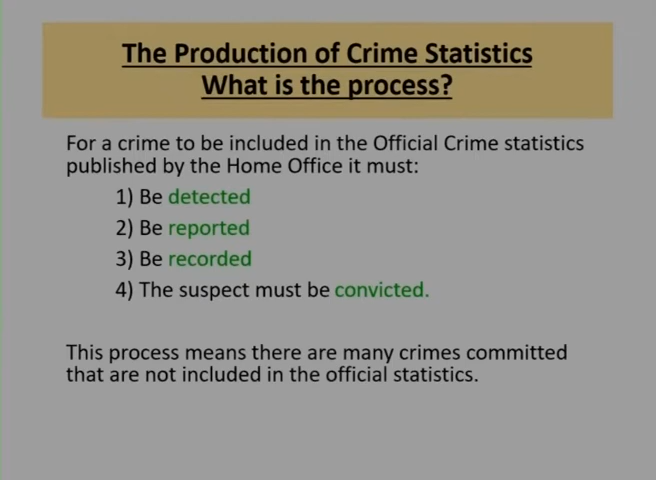 The Production of Crime Statistics
What is the process?
For a crime to be included in the Official Crime statistics
published by the Home Office it must:
1) Be detected
2) Be reported
3) Be recorded
4) The suspect must be convicted.
This process means there are many crimes committed
that are not included in the official statistics.